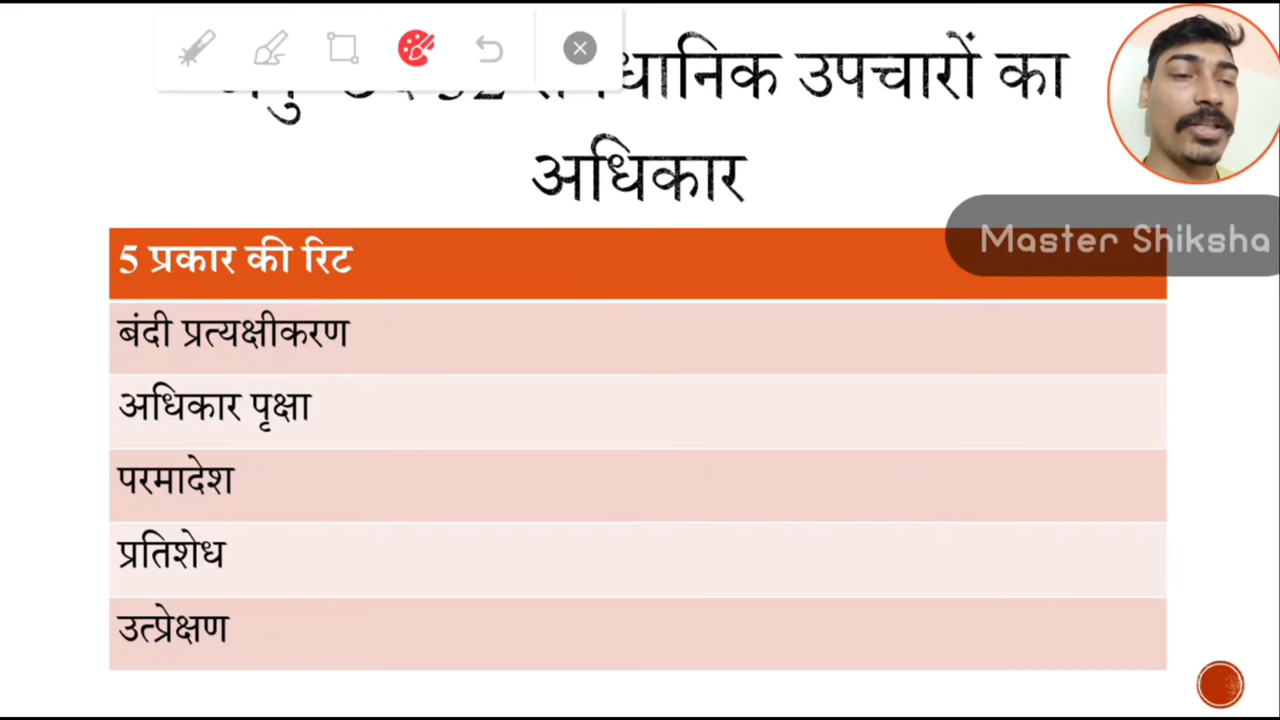 संवैधानिक उपचारों का
अधिकार
Master Shiksha
5 प्रकार की रिट
बंदी प्रत्यक्षीकरण
अधिकार पृक्षा
परमादेश
प्रतिशेध
उत्प्रेक्षण